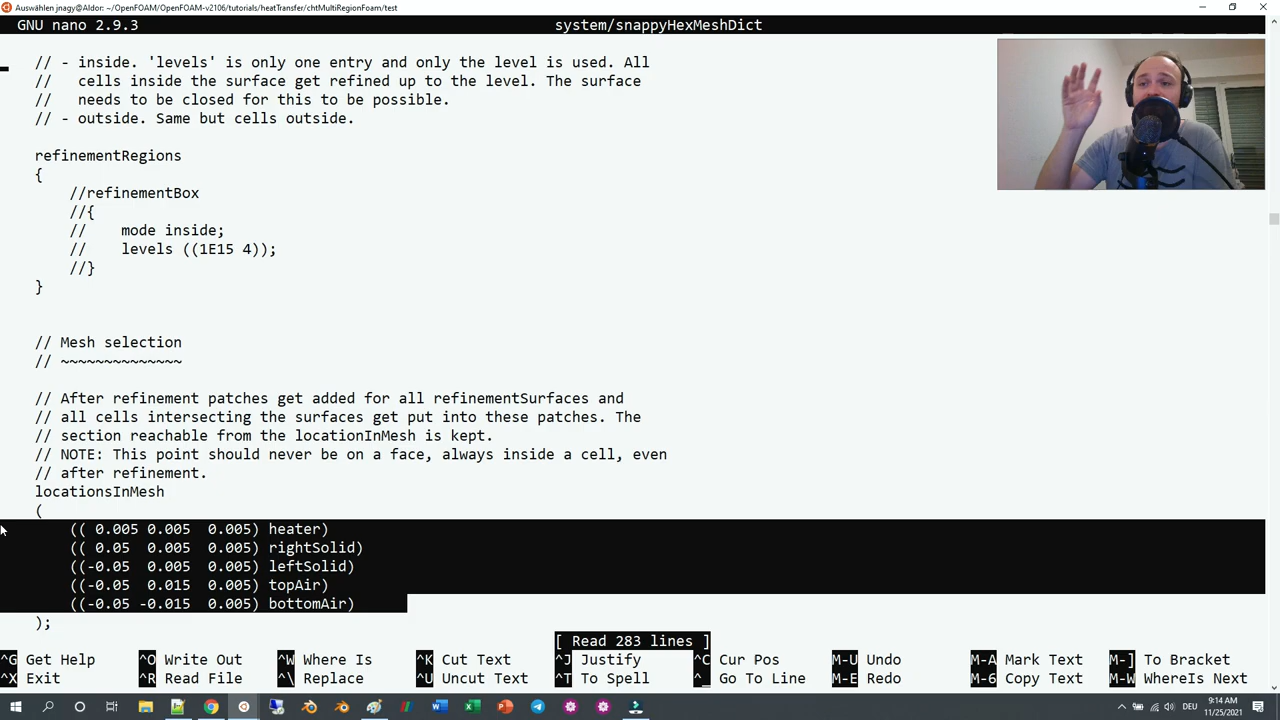 Auswählen jnagy@Aldor: ~/OpenFOAM/OpenFOAM-v2106/tutorials/heatTransfer/chtMultiRegionFoam/test
GNU nano 2.9.3 system/snappyHexMeshDict
// - inside. 'levels' is only one entry and only the level is used. All
//   cells inside the surface get refined up to the level. The surface
//   needs to be closed for this to be possible.
// - outside. Same but cells outside.
refinementRegions
{
//refinementBox
//{
//   mode inside;
//   levels ((1E15 4));
//}
}
// Mesh selection
// ~~~~~~~~~~~~~~
// After refinement patches get added for all refinementSurfaces and
// all cells intersecting the surfaces get put into these patches. The
// section reachable from the locationInMesh is kept.
// NOTE: This point should never be on a face, always inside a cell, even
// after refinement.
locationsInMesh
(
(( 0.005 0.005  0.005) heater)
(( 0.05  0.005  0.005) rightSolid)
((-0.05  0.005  0.005) leftSolid)
((-0.05  0.015  0.005) topAir)
((-0.05 -0.015  0.005) bottomAir)
);
[ Read 283 lines ]
^G Get Help ^O Write Out ^W Where Is ^K Cut Text ^J Justify ^C Cur Pos M-U Undo M-A Mark Text M-] To Bracket
^X Exit ^R Read File ^\ Replace ^U Uncut Text ^T To Spell ^_ Go To Line M-E Redo M-6 Copy Text M-W WhereIs Next
DEU
9:14 AM
11/25/2021